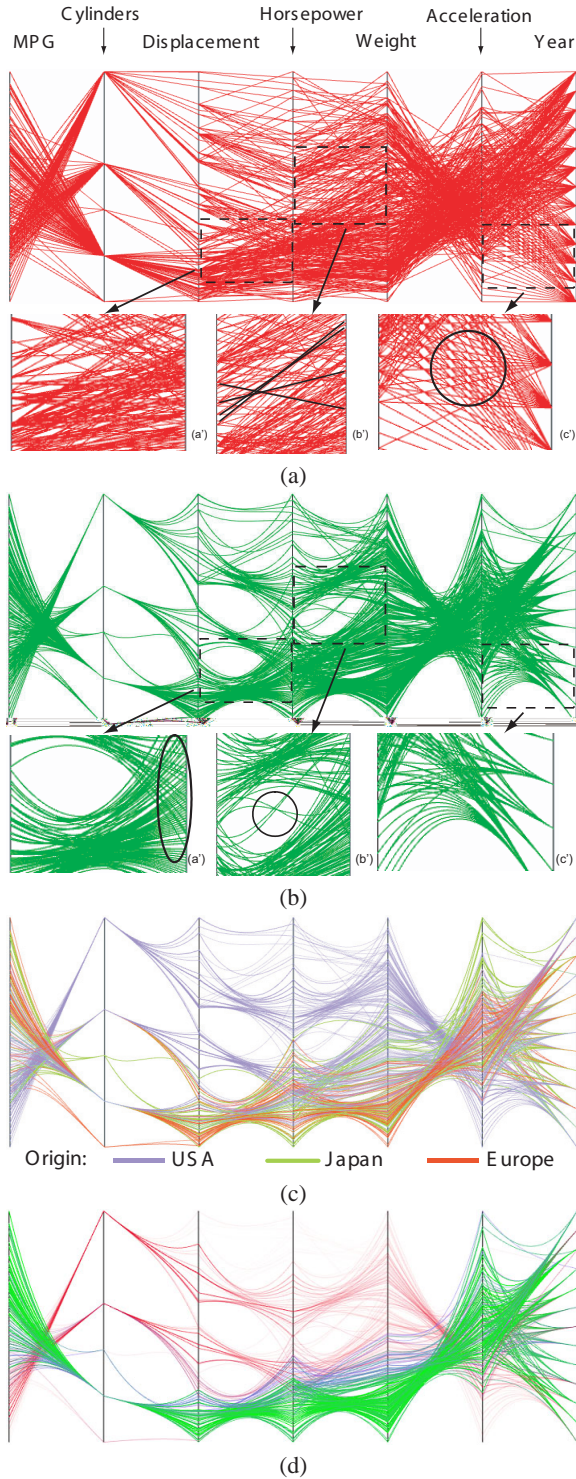 Cylinders Horsepower Acceleration
MPG Displacement Weight Year
(a') (b') (c')
(a)
(a') (b') (c')
(b)
Origin: USA Japan Europe
(c)
(d)